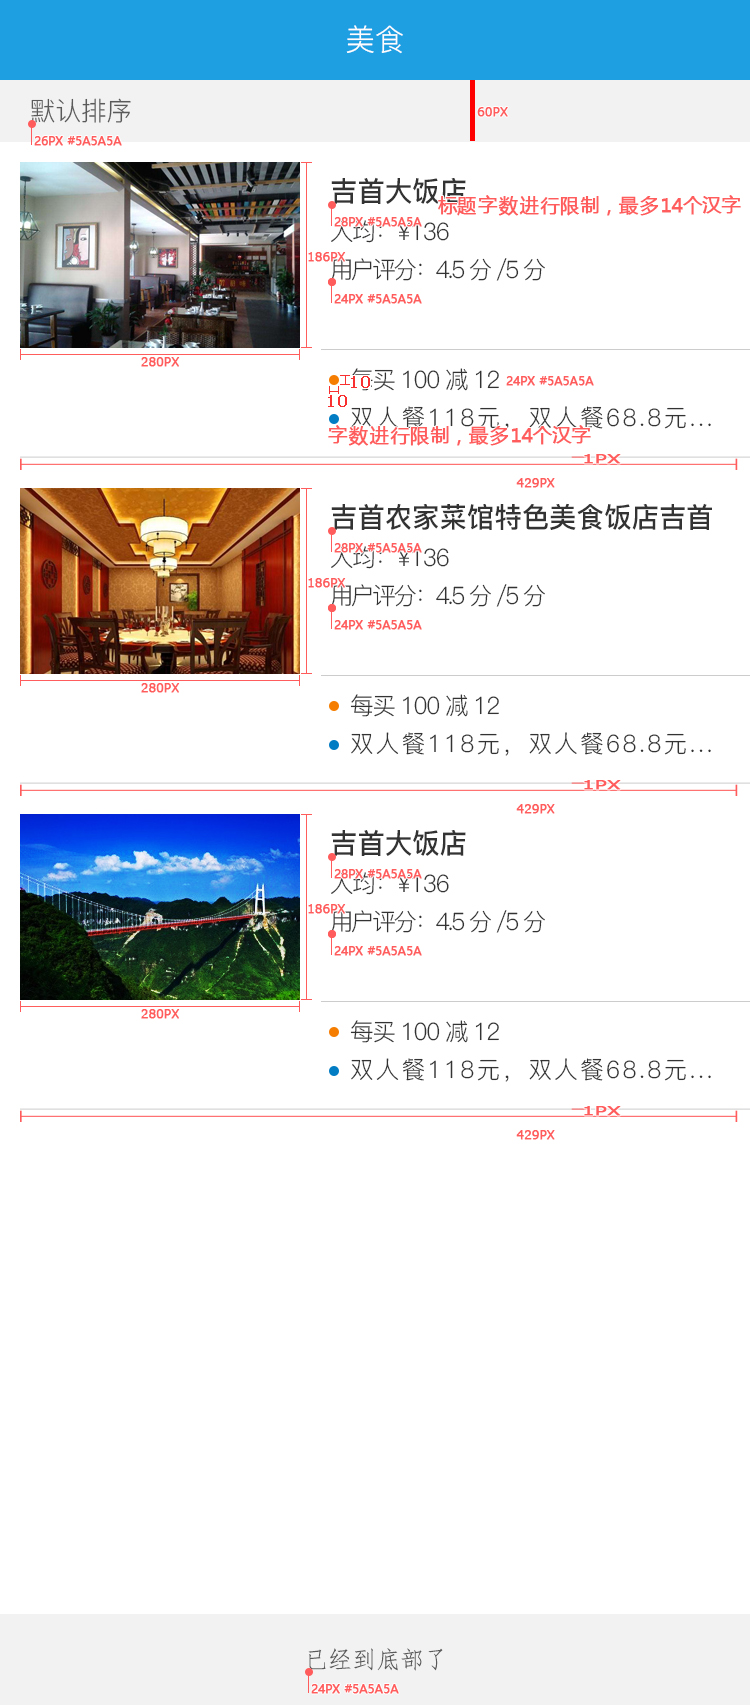 美食
默认排序
60PX
26PX #5A5A5A
吉首大饭店
标题字数进行限制，最多14个汉字
28PX #5A5A5A
人均：¥136
186PX
用户评分：4.5 分 /5 分
24PX #5A5A5A
280PX
每买 100 减 12
24PX #5A5A5A
10
10
双人餐118元，双人餐68.8元...
字数进行限制，最多14个汉字
1PX
429PX
吉首农家菜馆特色美食饭店吉首
28PX #5A5A5A
人均：¥136
186PX
用户评分：4.5 分 /5 分
24PX #5A5A5A
280PX
每买 100 减 12
双人餐118元，双人餐68.8元...
1PX
429PX
吉首大饭店
28PX #5A5A5A
人均：¥136
186PX
用户评分：4.5 分 /5 分
24PX #5A5A5A
280PX
每买 100 减 12
双人餐118元，双人餐68.8元...
1PX
429PX
已经到底部了
24PX #5A5A5A